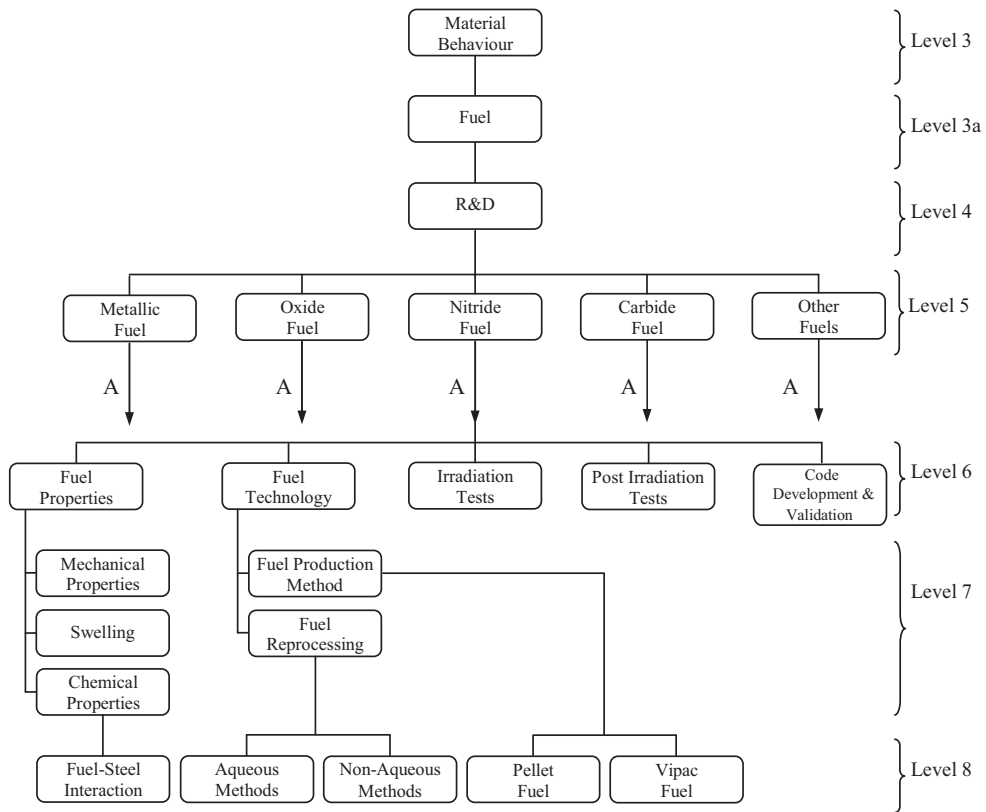 Material
Behaviour
Level 3
Fuel
Level 3a
R&D
Level 4
Metallic
Fuel
Oxide
Fuel
Nitride
Fuel
Carbide
Fuel
Other
Fuels
Level 5
A
A
A
A
A
Fuel
Properties
Fuel
Technology
Irradiation
Tests
Post Irradiation
Tests
Code
Development &
Validation
Level 6
Mechanical
Properties
Swelling
Chemical
Properties
Fuel Production
Method
Fuel
Reprocessing
Level 7
Fuel-Steel
Interaction
Aqueous
Methods
Non-Aqueous
Methods
Pellet
Fuel
Vipac
Fuel
Level 8